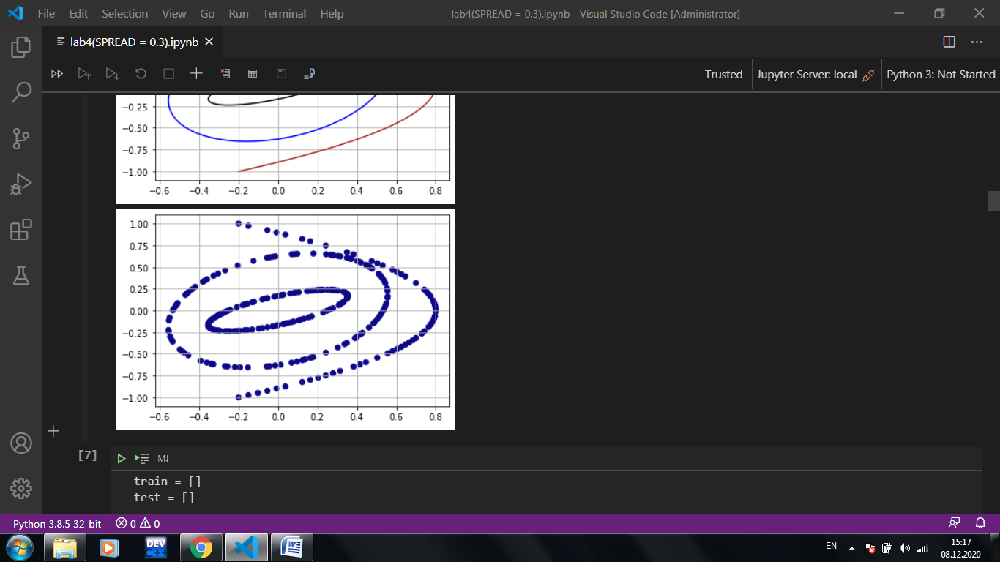 File Edit Selection View Go Run Terminal Help lab4(SPREAD = 0.3).ipynb - Visual Studio Code [Administrator]
lab4(SPREAD = 0.3).ipynb
Trusted Jupyter Server: local Python 3: Not Started
−0.25
−0.50
−0.75
−1.00
−0.6 −0.4 −0.2 0.0 0.2 0.4 0.6 0.8
1.00
0.75
0.50
0.25
0.00
−0.25
−0.50
−0.75
−1.00
−0.6 −0.4 −0.2 0.0 0.2 0.4 0.6 0.8
[7] M↓
train = []
test = []
Python 3.8.5 32-bit 0 0
DEV C++ W EN 15:17
08.12.2020